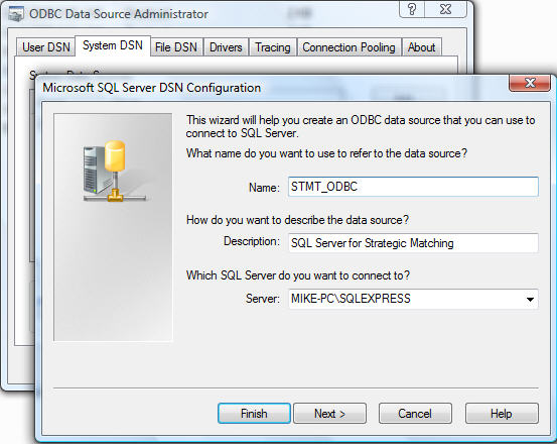 ODBC Data Source Administrator
User DSN System DSN File DSN Drivers Tracing Connection Pooling About
Microsoft SQL Server DSN Configuration
This wizard will help you create an ODBC data source that you can use to
connect to SQL Server.
What name do you want to use to refer to the data source?
Name: STMT_ODBC
How do you want to describe the data source?
Description: SQL Server for Strategic Matching
Which SQL Server do you want to connect to?
Server: MIKE-PC\SQLEXPRESS
Finish Next > Cancel Help